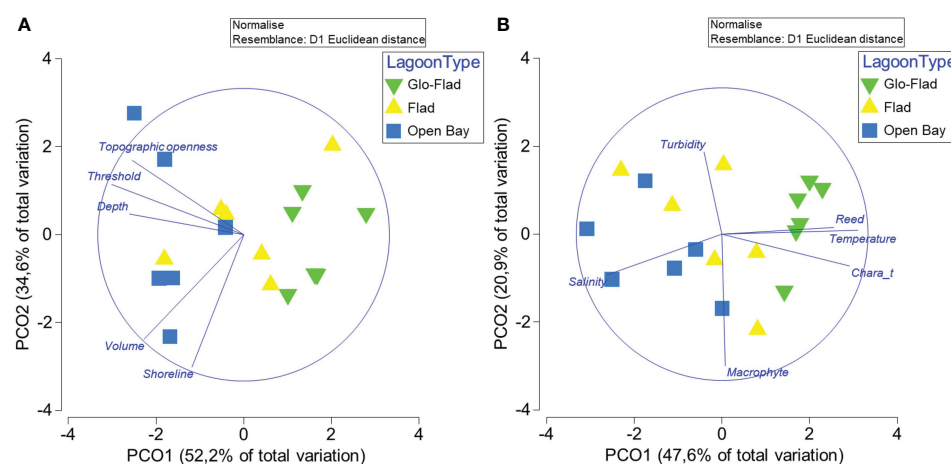 A
Normalise
Resemblance: D1 Euclidean distance
LagoonType
Glo-Flad
Flad
Open Bay
4
2
0
-2
-4
PCO2 (34,6% of total variation)
Topographic openness
Threshold
Depth
Volume
Shoreline
-4 -2 0 2 4
PCO1 (52,2% of total variation)
B
Normalise
Resemblance: D1 Euclidean distance
LagoonType
Glo-Flad
Flad
Open Bay
4
2
0
-2
-4
PCO2 (20,9% of total variation)
Turbidity
Reed
Temperature
Chara_t
Salinity
Macrophyte
-4 -2 0 2 4
PCO1 (47,6% of total variation)